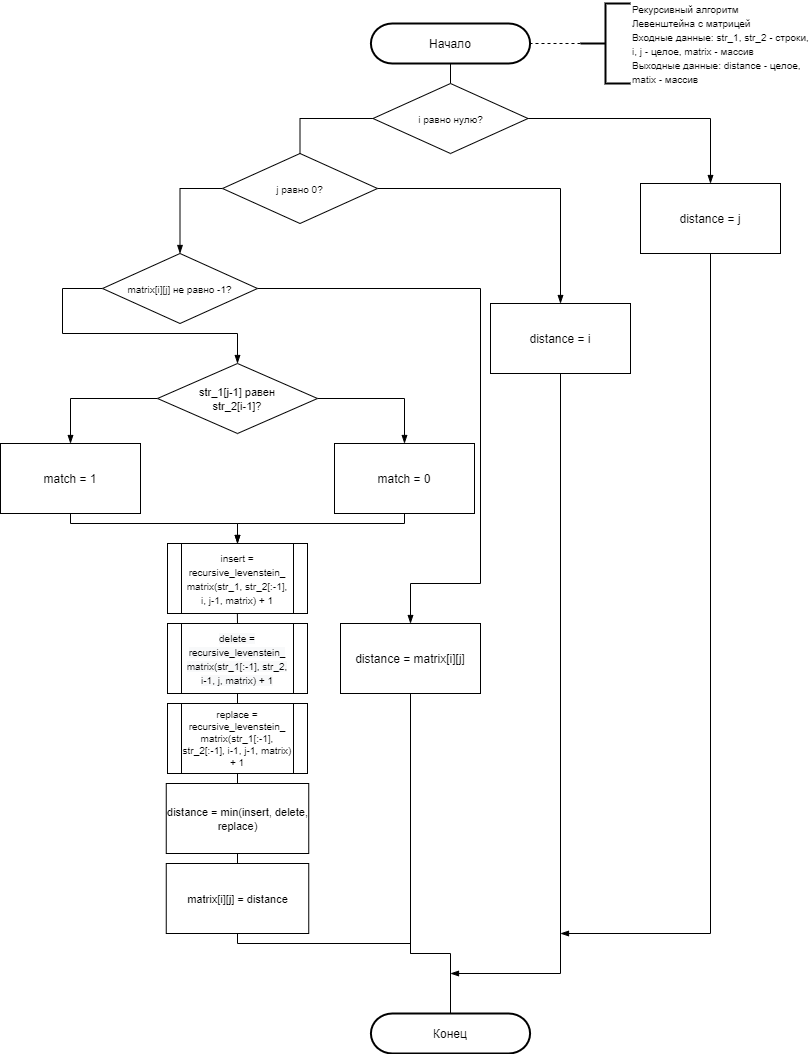 Рекурсивный алгоритм
Левенштейна с матрицей
Входные данные: str_1, str_2 - строки,
i, j - целое, matrix - массив
Выходные данные: distance - целое,
matix - массив
Начало
i равно нулю?
j равно 0?
distance = j
matrix[i][j] не равно -1?
distance = i
str_1[j-1] равен
str_2[i-1]?
match = 1
match = 0
insert =
recursive_levenstein_
matrix(str_1, str_2[:-1],
i, j-1, matrix) + 1
delete =
recursive_levenstein_
matrix(str_1[:-1], str_2,
i-1, j, matrix) + 1
distance = matrix[i][j]
replace =
recursive_levenstein_
matrix(str_1[:-1],
str_2[:-1], i-1, j-1, matrix)
+ 1
distance = min(insert, delete,
replace)
matrix[i][j] = distance
Конец